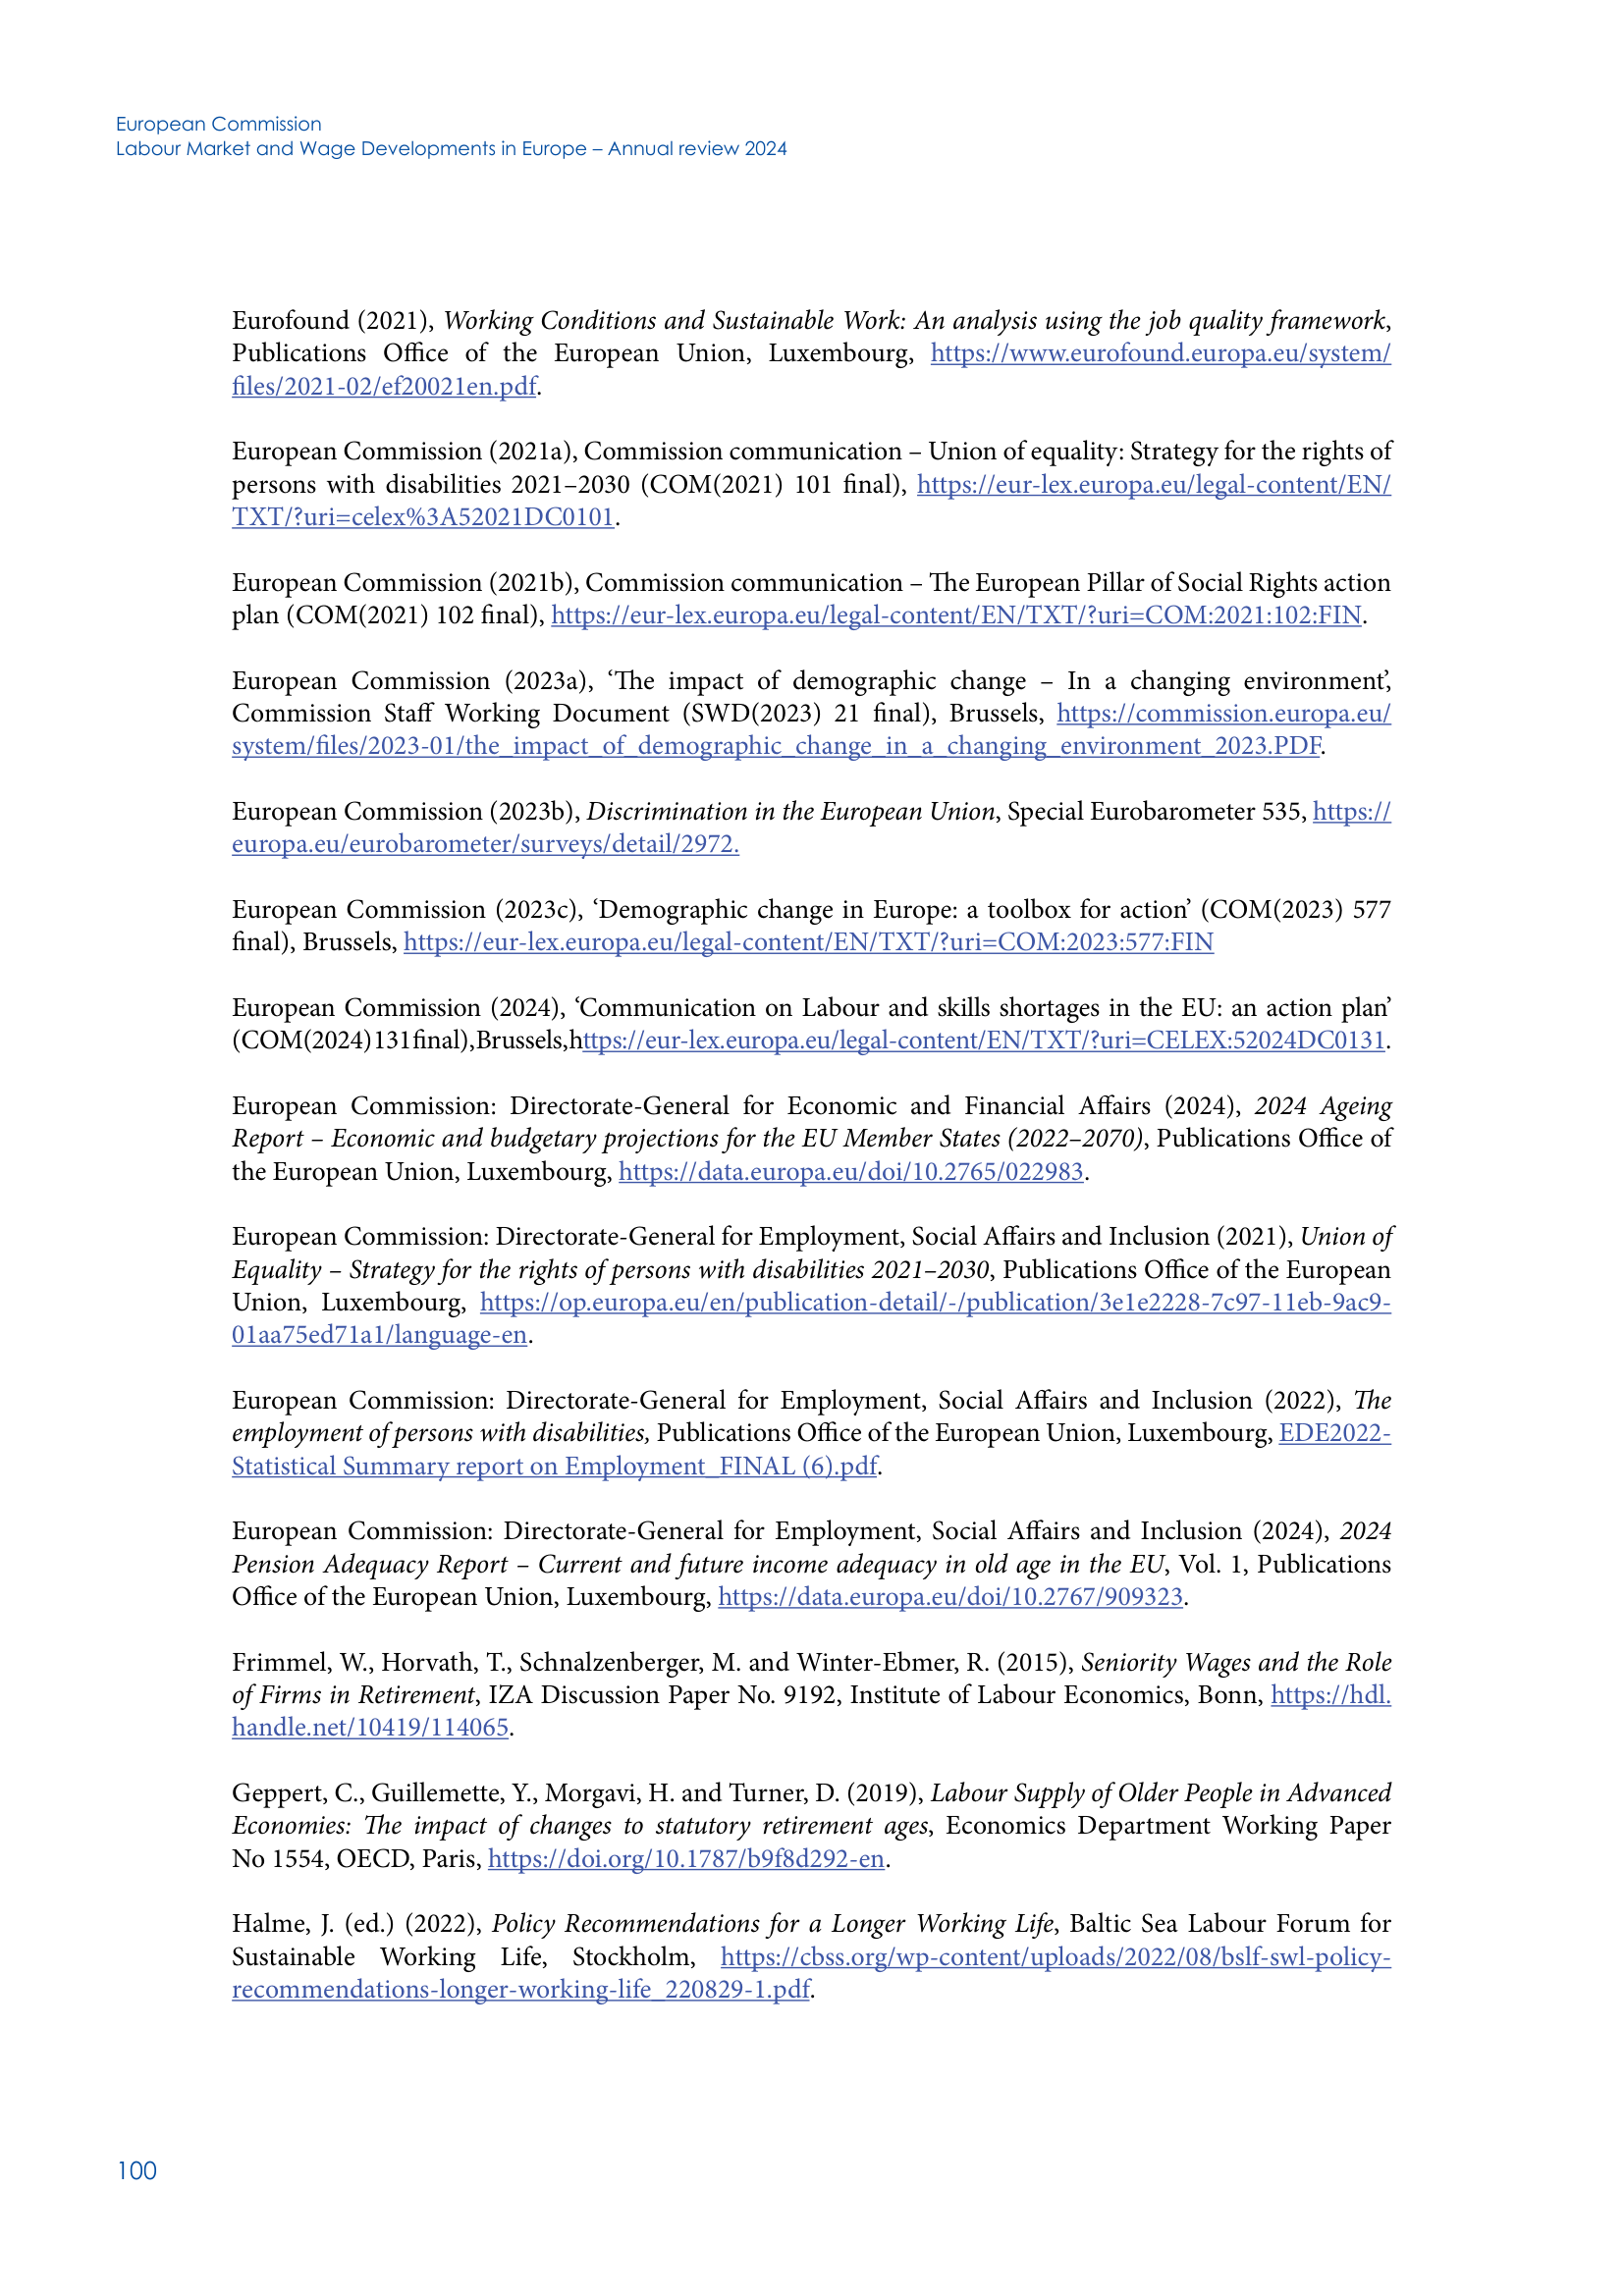 European Commission
Labour Market and Wage Developments in Europe – Annual review 2024
Eurofound (2021), Working Conditions and Sustainable Work: An analysis using the job quality framework,
Publications Office of the European Union, Luxembourg, https://www.eurofound.europa.eu/system/
files/2021-02/ef20021en.pdf.
European Commission (2021a), Commission communication – Union of equality: Strategy for the rights of
persons with disabilities 2021–2030 (COM(2021) 101 final), https://eur-lex.europa.eu/legal-content/EN/
TXT/?uri=celex%3A52021DC0101.
European Commission (2021b), Commission communication – The European Pillar of Social Rights action
plan (COM(2021) 102 final), https://eur-lex.europa.eu/legal-content/EN/TXT/?uri=COM:2021:102:FIN.
European Commission (2023a), ‘The impact of demographic change – In a changing environment’,
Commission Staff Working Document (SWD(2023) 21 final), Brussels, https://commission.europa.eu/
system/files/2023-01/the_impact_of_demographic_change_in_a_changing_environment_2023.PDF.
European Commission (2023b), Discrimination in the European Union, Special Eurobarometer 535, https://
europa.eu/eurobarometer/surveys/detail/2972.
European Commission (2023c), ‘Demographic change in Europe: a toolbox for action’ (COM(2023) 577
final), Brussels, https://eur-lex.europa.eu/legal-content/EN/TXT/?uri=COM:2023:577:FIN
European Commission (2024), ‘Communication on Labour and skills shortages in the EU: an action plan’
(COM(2024)131final),Brussels,https://eur-lex.europa.eu/legal-content/EN/TXT/?uri=CELEX:52024DC0131.
European Commission: Directorate-General for Economic and Financial Affairs (2024), 2024 Ageing
Report – Economic and budgetary projections for the EU Member States (2022–2070), Publications Office of
the European Union, Luxembourg, https://data.europa.eu/doi/10.2765/022983.
European Commission: Directorate-General for Employment, Social Affairs and Inclusion (2021), Union of
Equality – Strategy for the rights of persons with disabilities 2021–2030, Publications Office of the European
Union, Luxembourg, https://op.europa.eu/en/publication-detail/-/publication/3e1e2228-7c97-11eb-9ac9-
01aa75ed71a1/language-en.
European Commission: Directorate-General for Employment, Social Affairs and Inclusion (2022), The
employment of persons with disabilities, Publications Office of the European Union, Luxembourg, EDE2022-
Statistical Summary report on Employment_FINAL (6).pdf.
European Commission: Directorate-General for Employment, Social Affairs and Inclusion (2024), 2024
Pension Adequacy Report – Current and future income adequacy in old age in the EU, Vol. 1, Publications
Office of the European Union, Luxembourg, https://data.europa.eu/doi/10.2767/909323.
Frimmel, W., Horvath, T., Schnalzenberger, M. and Winter-Ebmer, R. (2015), Seniority Wages and the Role
of Firms in Retirement, IZA Discussion Paper No. 9192, Institute of Labour Economics, Bonn, https://hdl.
handle.net/10419/114065.
Geppert, C., Guillemette, Y., Morgavi, H. and Turner, D. (2019), Labour Supply of Older People in Advanced
Economies: The impact of changes to statutory retirement ages, Economics Department Working Paper
No 1554, OECD, Paris, https://doi.org/10.1787/b9f8d292-en.
Halme, J. (ed.) (2022), Policy Recommendations for a Longer Working Life, Baltic Sea Labour Forum for
Sustainable Working Life, Stockholm, https://cbss.org/wp-content/uploads/2022/08/bslf-swl-policy-
recommendations-longer-working-life_220829-1.pdf.
100